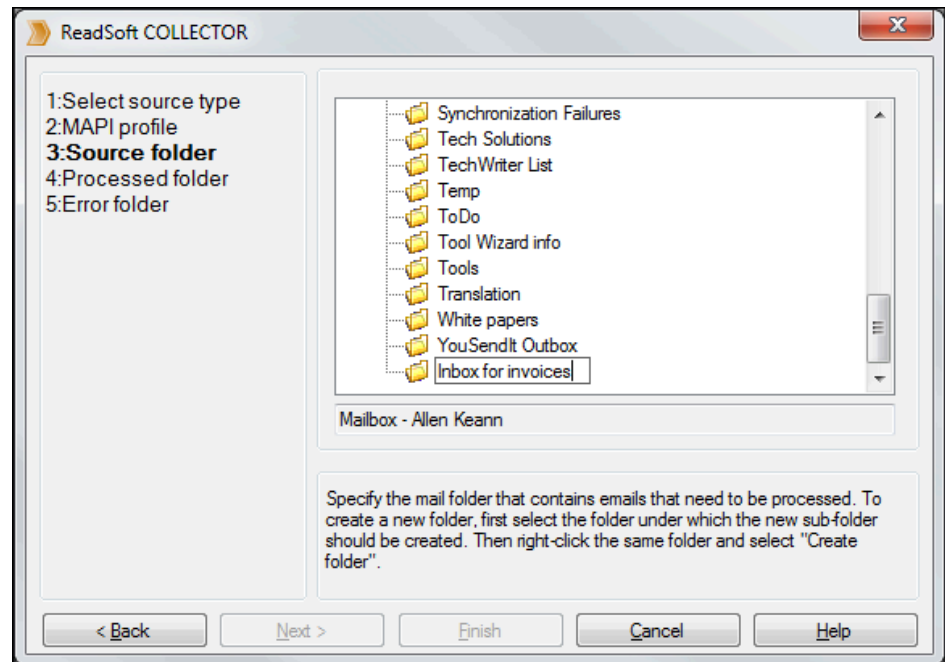 ReadSoft COLLECTOR
1:Select source type
2:MAPI profile
3:Source folder
4:Processed folder
5:Error folder
Synchronization Failures
Tech Solutions
TechWriter List
Temp
ToDo
Tool Wizard info
Tools
Translation
White papers
YouSendIt Outbox
Inbox for invoices
Mailbox - Allen Keann
Specify the mail folder that contains emails that need to be processed. To
create a new folder, first select the folder under which the new sub-folder
should be created. Then right-click the same folder and select "Create
folder".
< Back Next > Finish Cancel Help